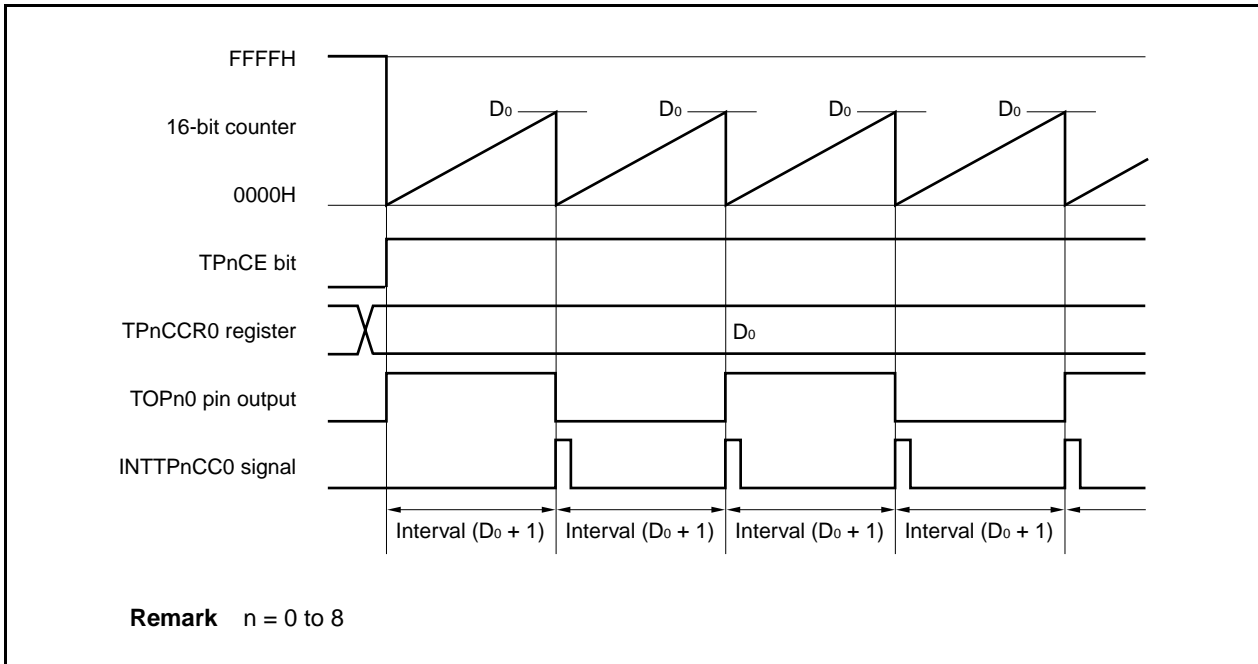 FFFFH
D0 D0 D0 D0
16-bit counter
0000H
TPnCE bit
TPnCCR0 register D0
TOPn0 pin output
INTTPnCC0 signal
Interval (D0 + 1) Interval (D0 + 1) Interval (D0 + 1) Interval (D0 + 1)
Remark n = 0 to 8